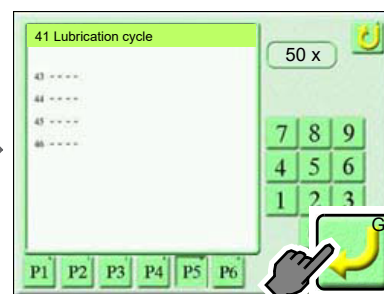 41 Lubrication cycle
50 x
43 ----
44 ----
45 ----
46 ----
7 8 9
4 5 6
1 2 3
G
P1 P2 P3 P4 P5 P6